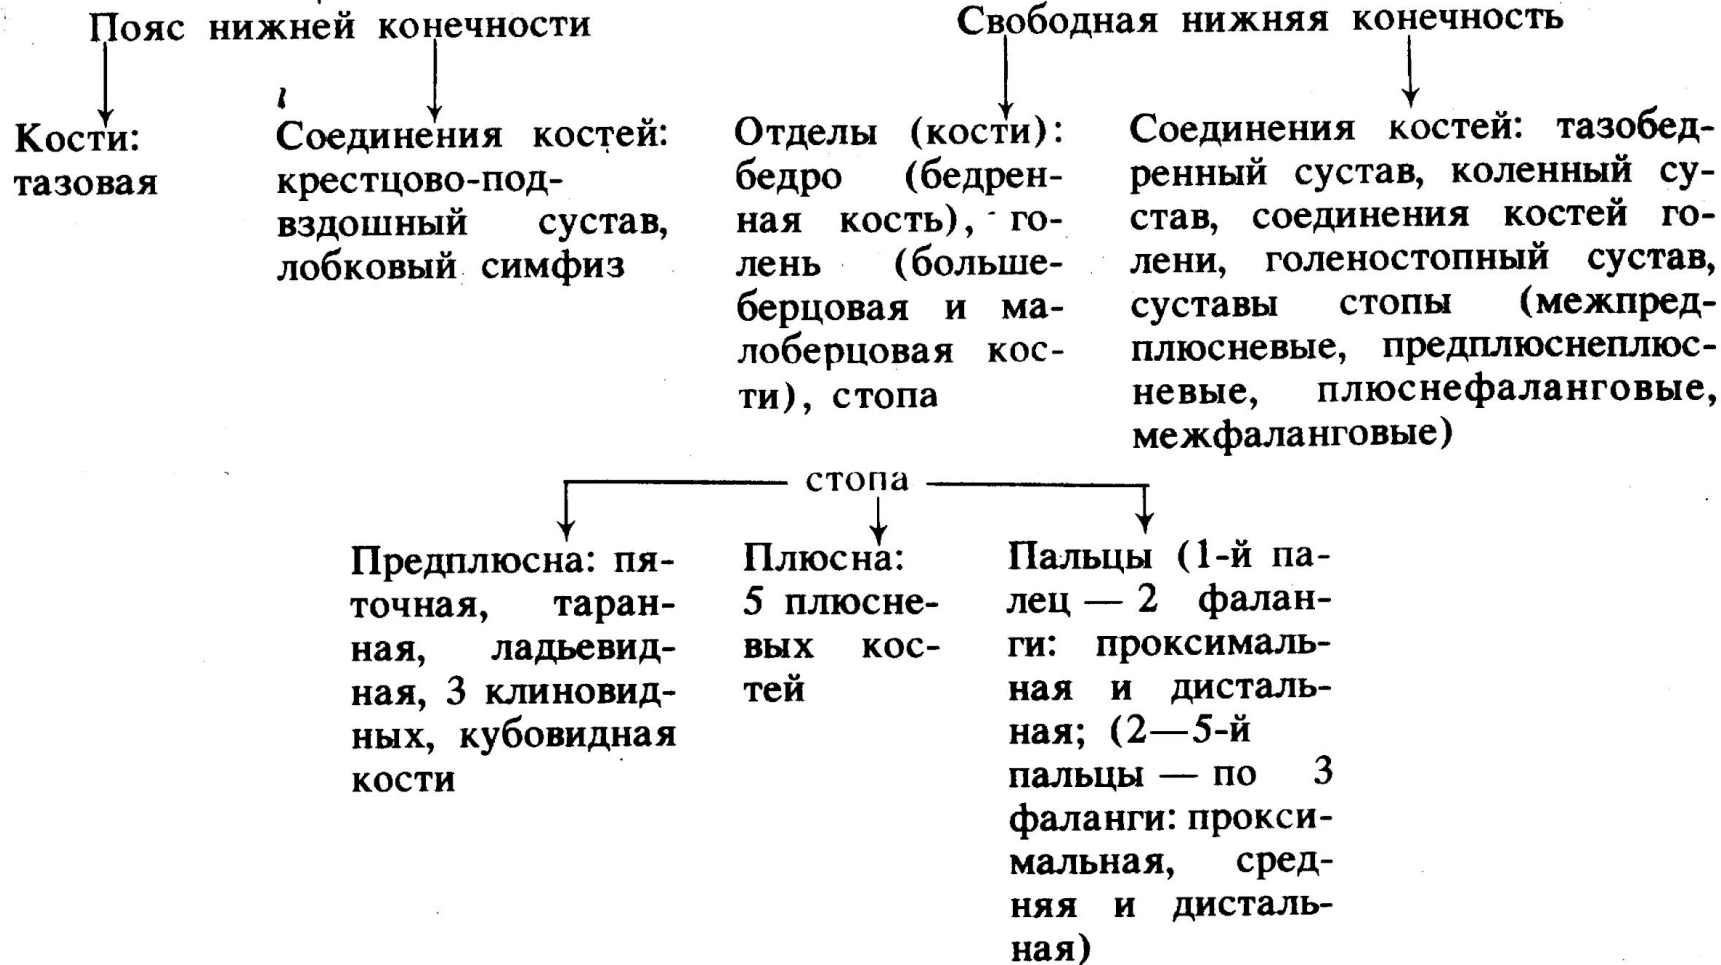 Пояс нижней конечности
Кости:
тазовая
Соединения костей:
крестцово-под-
вздошный сустав,
лобковый симфиз
Свободная нижняя конечность
Отделы (кости):
бедро (бедрен-
ная кость), го-
лень (больше-
берцовая и ма-
лоберцовая кос-
ти), стопа
Соединения костей: тазобед-
ренный сустав, коленный су-
став, соединения костей го-
лени, голеностопный сустав,
суставы стопы (межпред-
плюсневые, предплюснеплюс-
невые, плюснефаланговые,
межфаланговые)
стопа
Предплюсна: пя-
точная, таран-
ная, ладьевид-
ная, 3 клиновид-
ных, кубовидная
кости
Плюсна:
5 плюсне-
вых кос-
тей
Пальцы (1-й па-
лец — 2 фалан-
ги: проксималь-
ная и дисталь-
ная; (2—5-й
пальцы — по 3
фаланги: прокси-
мальная, сред-
няя и дисталь-
ная)